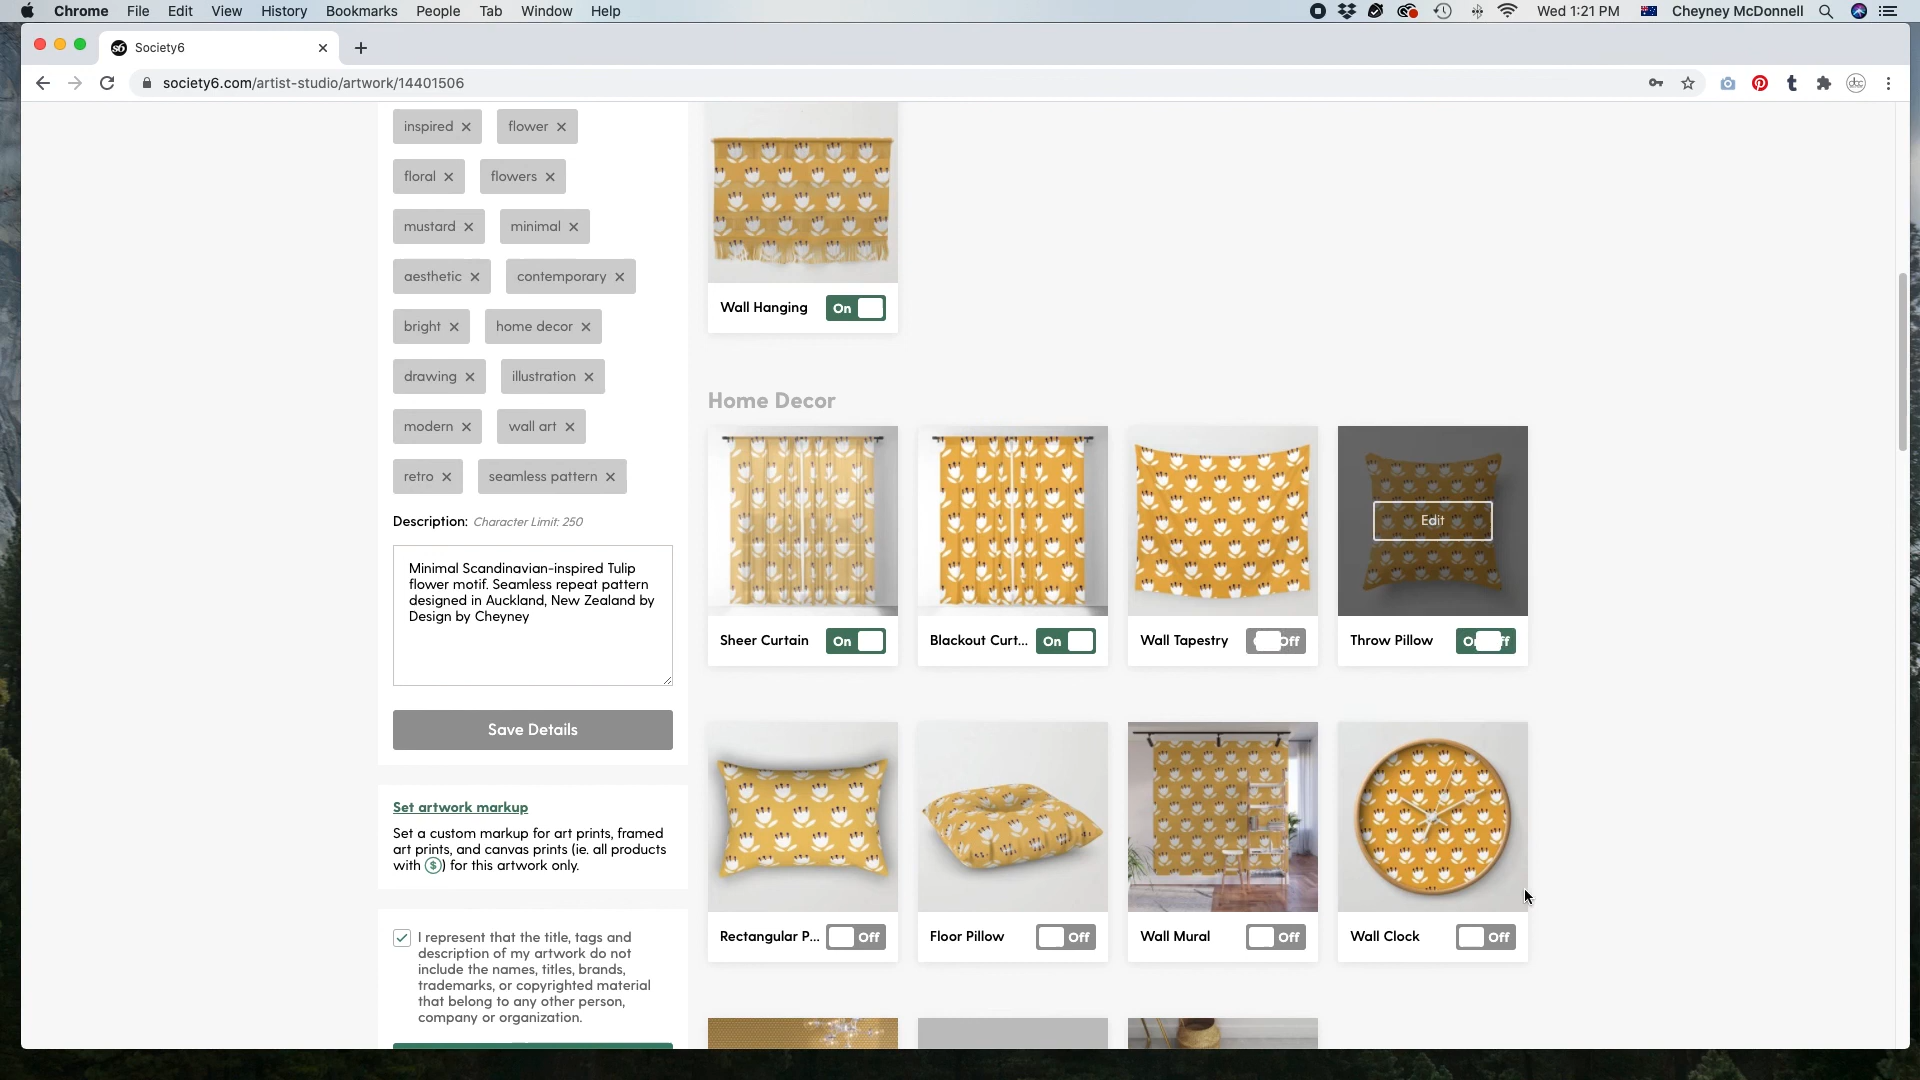 Chrome File Edit View History Bookmarks People Tab Window Help Wed 1:21 PM Cheyney McDonnell
s6 Society6
society6.com/artist-studio/artwork/14401506
inspired flower
floral flowers
mustard minimal
aesthetic contemporary
bright home decor
drawing illustration
modern wall art
retro seamless pattern
Description: Character Limit: 250
Minimal Scandinavian-inspired Tulip
flower motif. Seamless repeat pattern
designed in Auckland, New Zealand by
Design by Cheyney
Save Details
Set artwork markup
Set a custom markup for art prints, framed
art prints, and canvas prints (ie. all products
with $) for this artwork only.
I represent that the title, tags and
description of my artwork do not
include the names, titles, brands,
trademarks, or copyrighted material
that belong to any other person,
company or organization.
Wall Hanging On
Home Decor
Edit
Sheer Curtain On
Blackout Curt... On
Wall Tapestry Off
Throw Pillow
Rectangular P... Off
Floor Pillow Off
Wall Mural Off
Wall Clock Off